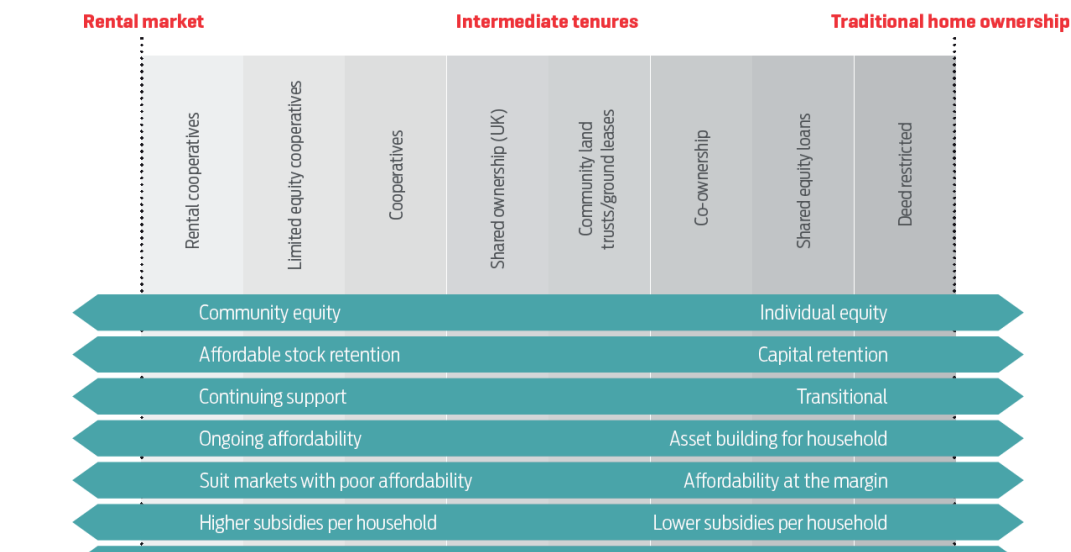 Rental market
Intermediate tenures
Traditional home ownership
Rental cooperatives
Limited equity cooperatives
Cooperatives
Shared ownership (UK)
Community land
trusts/ground leases
Co-ownership
Shared equity loans
Deed restricted
Community equity
Individual equity
Affordable stock retention
Capital retention
Continuing support
Transitional
Ongoing affordability
Asset building for household
Suit markets with poor affordability
Affordability at the margin
Higher subsidies per household
Lower subsidies per household